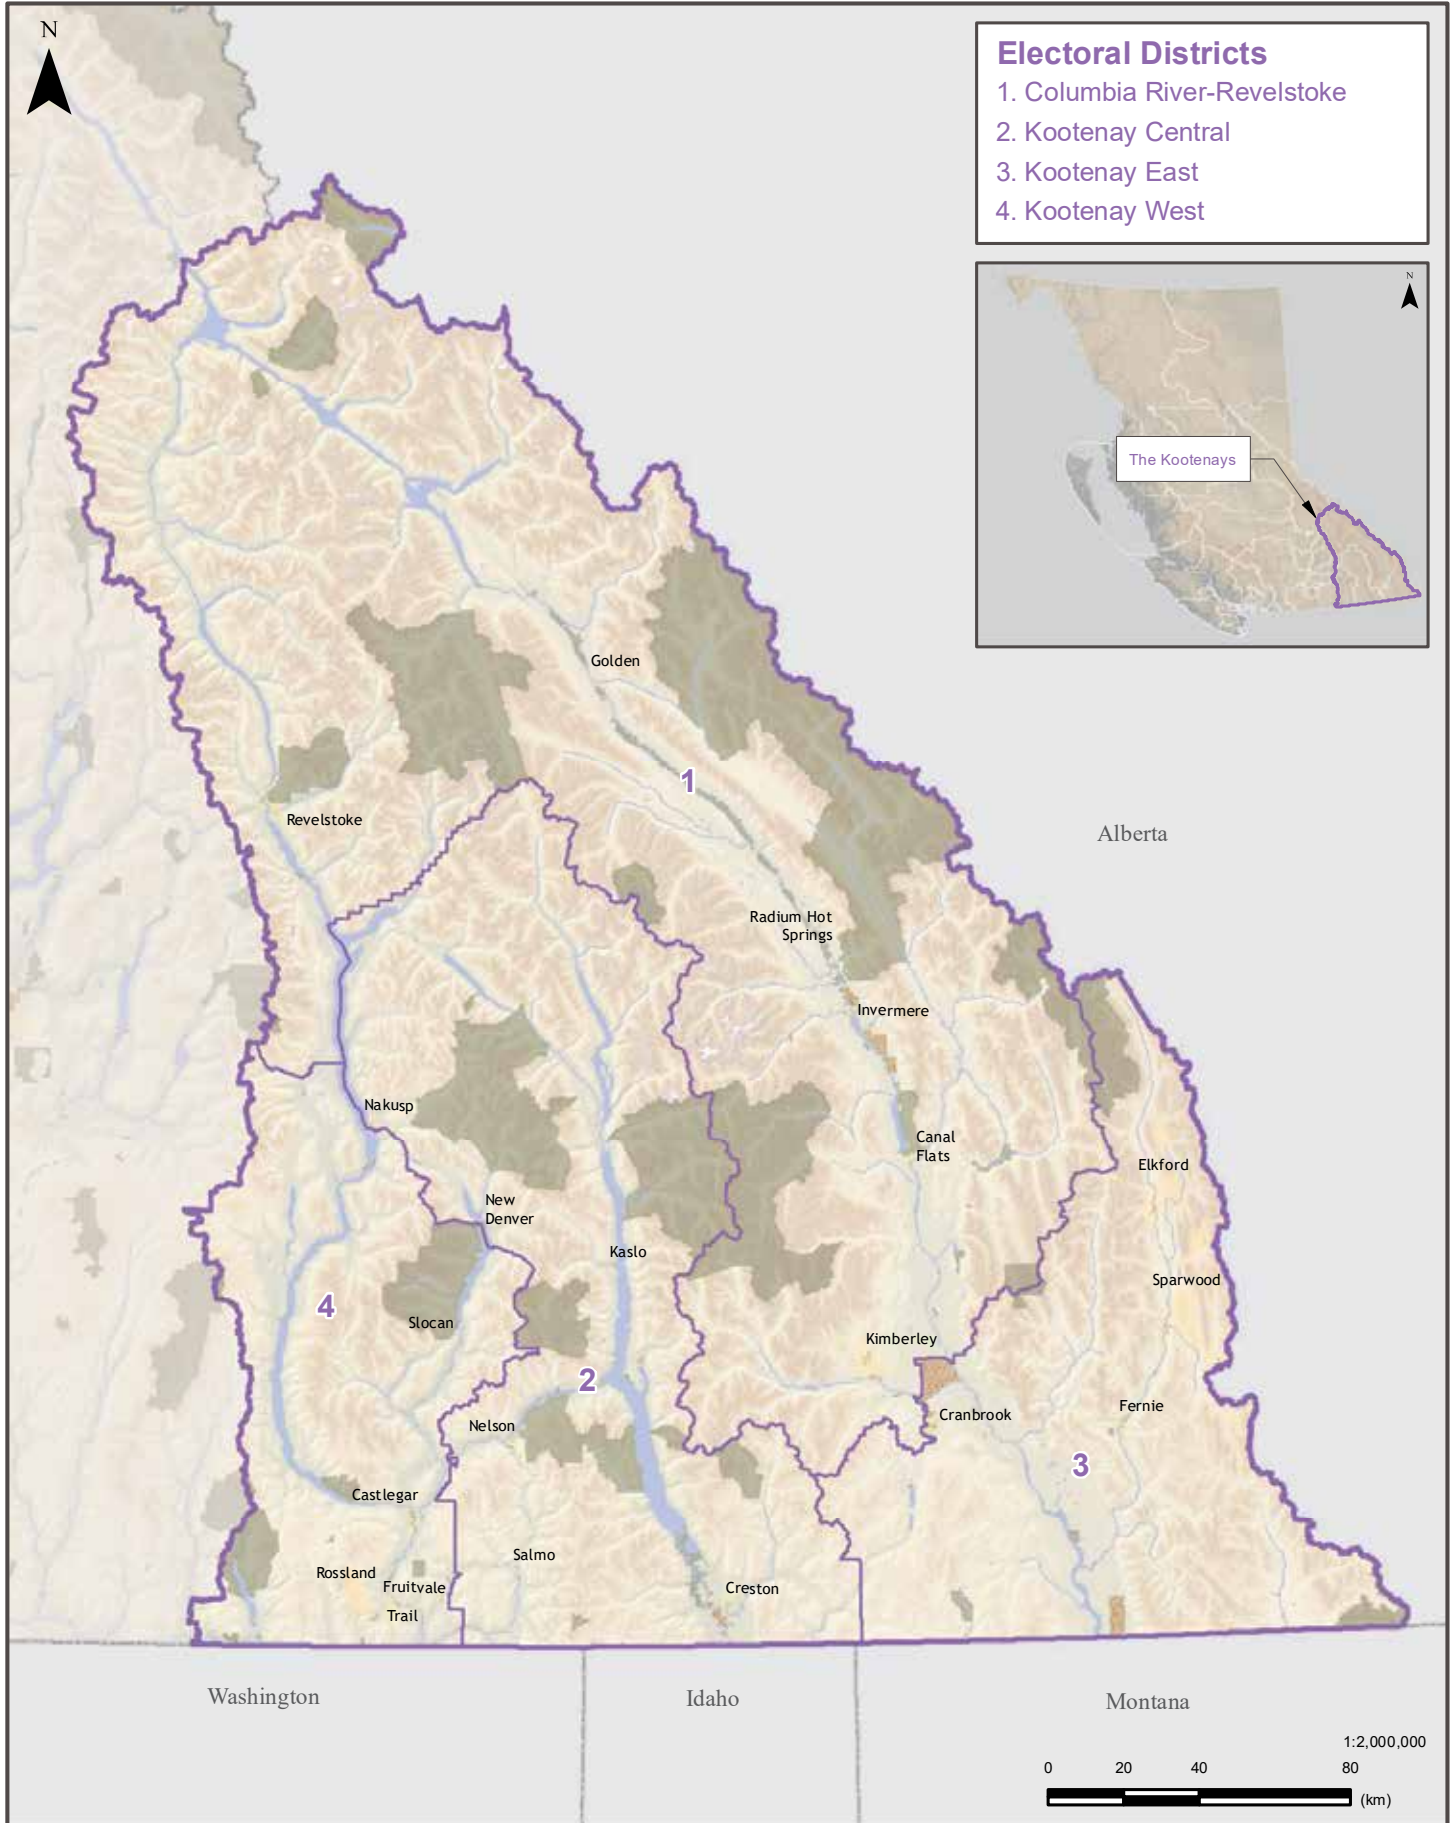 N
Electoral Districts
1. Columbia River-Revelstoke
2. Kootenay Central
3. Kootenay East
4. Kootenay West
N
The Kootenays
Golden
1
Revelstoke
Alberta
Radium Hot
Springs
Invermere
Nakusp
Canal
Flats
Elkford
New
Denver
Kaslo
Sparwood
4
Slocan
Kimberley
2
Nelson
Cranbrook
Fernie
3
Castlegar
Salmo
Rossland
Fruitvale
Trail
Creston
Washington
Idaho
Montana
1:2,000,000
0 20 40 80
(km)